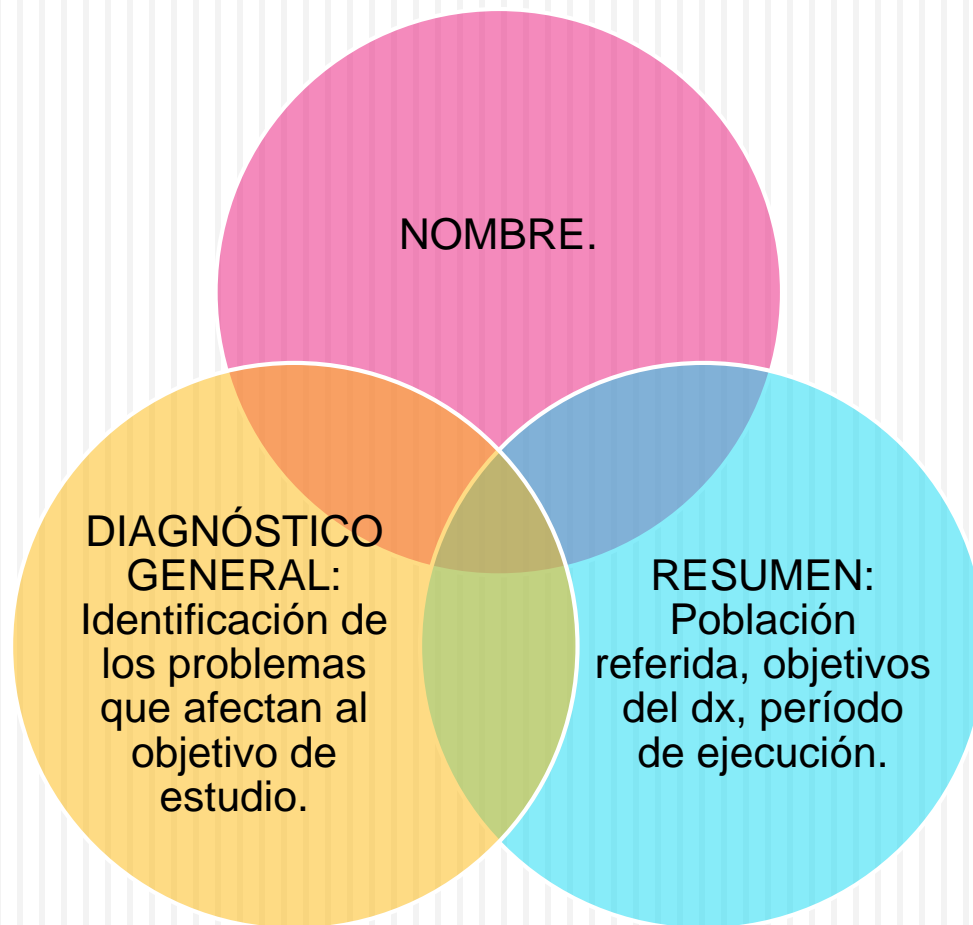 NOMBRE.
DIAGNÓSTICO
GENERAL:
Identificación de
los problemas
que afectan al
objetivo de
estudio.
RESUMEN:
Población
referida, objetivos
del dx, período
de ejecución.